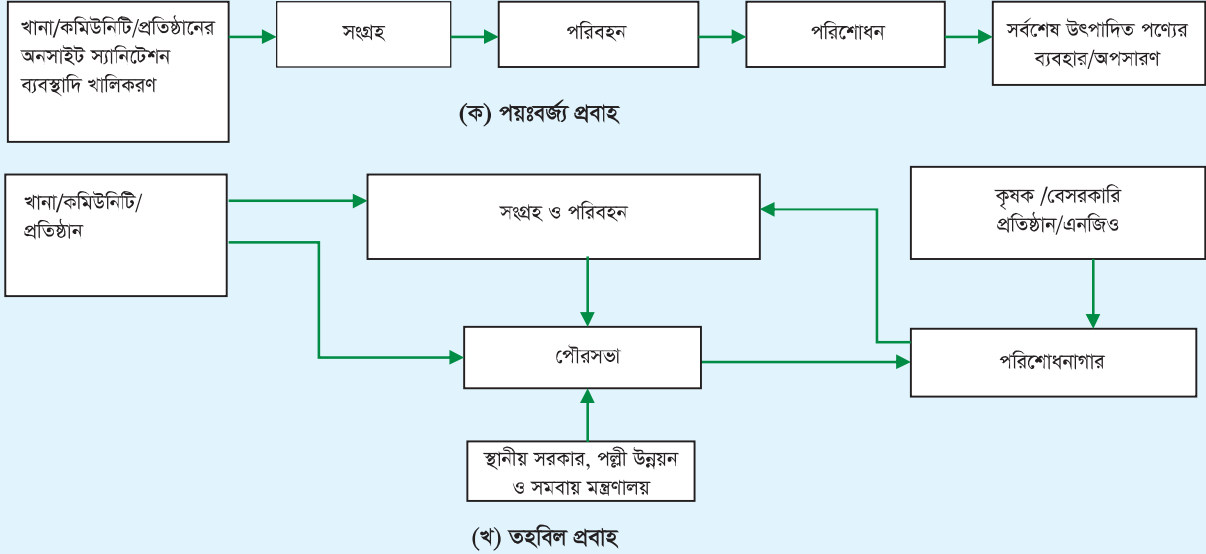 খানা/কমিউনিটি/প্রতিষ্ঠানের
অনসাইট স্যানিটেশন
ব্যবস্থাদি খালিকরণ
সংগ্রহ
পরিবহন
পরিশোধন
সর্বশেষ উৎপাদিত পণ্যের
ব্যবহার/অপসারণ
(ক) পয়ঃবর্জ্য প্রবাহ
খানা/কমিউনিটি/
প্রতিষ্ঠান
সংগ্রহ ও পরিবহন
কৃষক /বেসরকারি
প্রতিষ্ঠান/এনজিও
পৌরসভা
পরিশোধনাগার
স্থানীয় সরকার, পল্লী উন্নয়ন
ও সমবায় মন্ত্রণালয়
(খ) তহবিল প্রবাহ